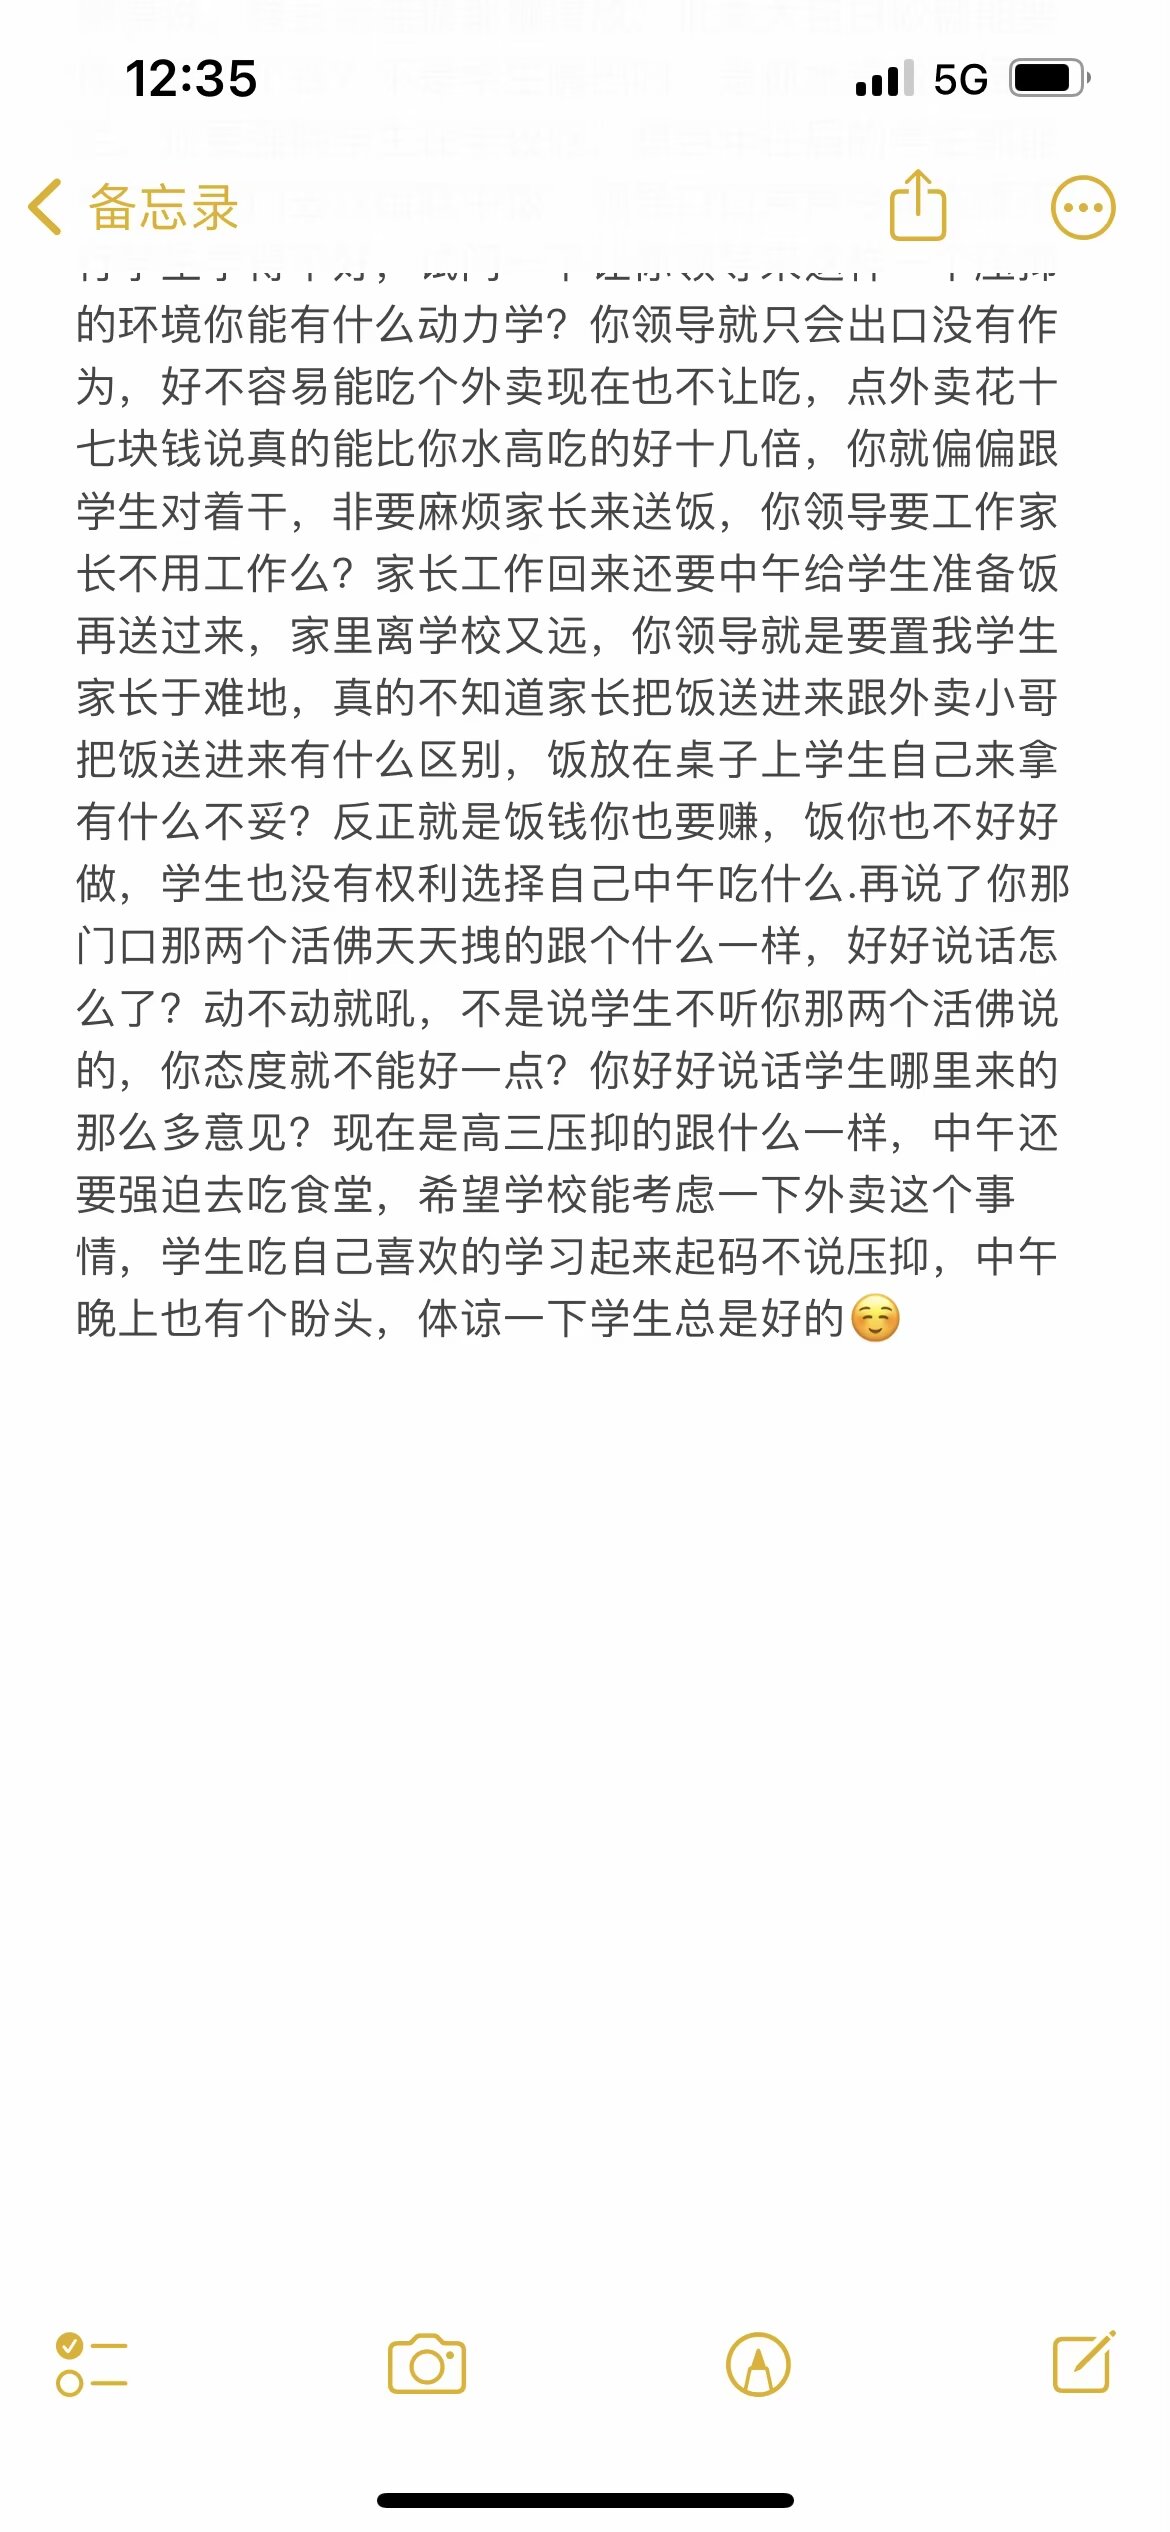 12:35
5G
备忘录
的环境你能有什么动力学？你领导就只会出口没有作
为，好不容易能吃个外卖现在也不让吃，点外卖花十
七块钱说真的能比你水高吃的好十几倍，你就偏偏跟
学生对着干，非要麻烦家长来送饭，你领导要工作家
长不用工作么？家长工作回来还要中午给学生准备饭
再送过来，家里离学校又远，你领导就是要置我学生
家长于难地，真的不知道家长把饭送进来跟外卖小哥
把饭送进来有什么区别，饭放在桌子上学生自己来拿
有什么不妥？反正就是饭钱你也要赚，饭你也不好好
做，学生也没有权利选择自己中午吃什么.再说了你那
门口那两个活佛天天拽的跟个什么一样，好好说话怎
么了？动不动就吼，不是说学生不听你那两个活佛说
的，你态度就不能好一点？你好好说话学生哪里来的
那么多意见？现在是高三压抑的跟什么一样，中午还
要强迫去吃食堂，希望学校能考虑一下外卖这个事
情，学生吃自己喜欢的学习起来起码不说压抑，中午
晚上也有个盼头，体谅一下学生总是好的☺️